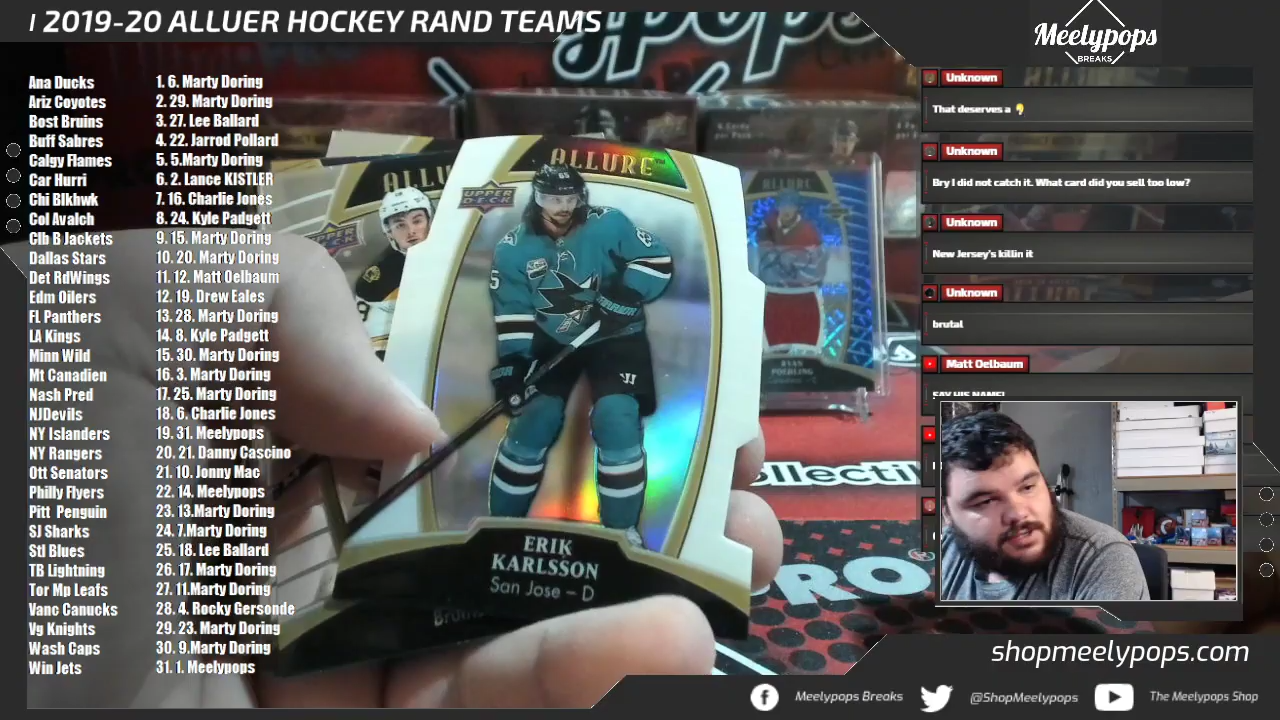 2019-20 ALLUER HOCKEY RAND TEAMS
Meelypops
BREAKS
Ana Ducks 1. 6. Marty Doring
Ariz Coyotes 2. 29. Marty Doring
Bost Bruins 3. 27. Lee Ballard
Buff Sabres 4. 22. Jarrod Pollard
Calgy Flames 5. 5.Marty Doring
Car Hurri 6. 2. Lance KISTLER
Chi Blkhwk 7. 16. Charlie Jones
Col Avalch 8. 24. Kyle Padgett
Clb B Jackets 9. 15. Marty Doring
Dallas Stars 10. 20. Marty Doring
Det RdWings 11. 12. Matt Oelbaum
Edm Oilers 12. 19. Drew Eales
FL Panthers 13. 28. Marty Doring
LA Kings 14. 8. Kyle Padgett
Minn Wild 15. 30. Marty Doring
Mt Canadien 16. 3. Marty Doring
Nash Pred 17. 25. Marty Doring
NJDevils 18. 6. Charlie Jones
NY Islanders 19. 31. Meelypops
NY Rangers 20. 21. Danny Cascino
Ott Senators 21. 10. Jonny Mac
Philly Flyers 22. 14. Meelypops
Pitt Penguin 23. 13.Marty Doring
SJ Sharks 24. 7.Marty Doring
Stl Blues 25. 18. Lee Ballard
TB Lightning 26. 17. Marty Doring
Tor Mp Leafs 27. 11.Marty Doring
Vanc Canucks 28. 4. Rocky Gersonde
Vg Knights 29. 23. Marty Doring
Wash Caps 30. 9.Marty Doring
Win Jets 31. 1. Meelypops
ALLURE™
UPPER DECK
ERIK
KARLSSON
San Jose – D
ALLU
ALLURE
RYAN
POEHLING
ollectib
PRO®
Unknown
That deserves a 👎
Unknown
Bry I did not catch it. What card did you sell too low?
Unknown
New Jersey's killin it
Unknown
brutal
Matt Oelbaum
SAY HIS NAME!
shopmeelypops.com
Meelypops Breaks
@ShopMeelypops
The Meelypops Shop